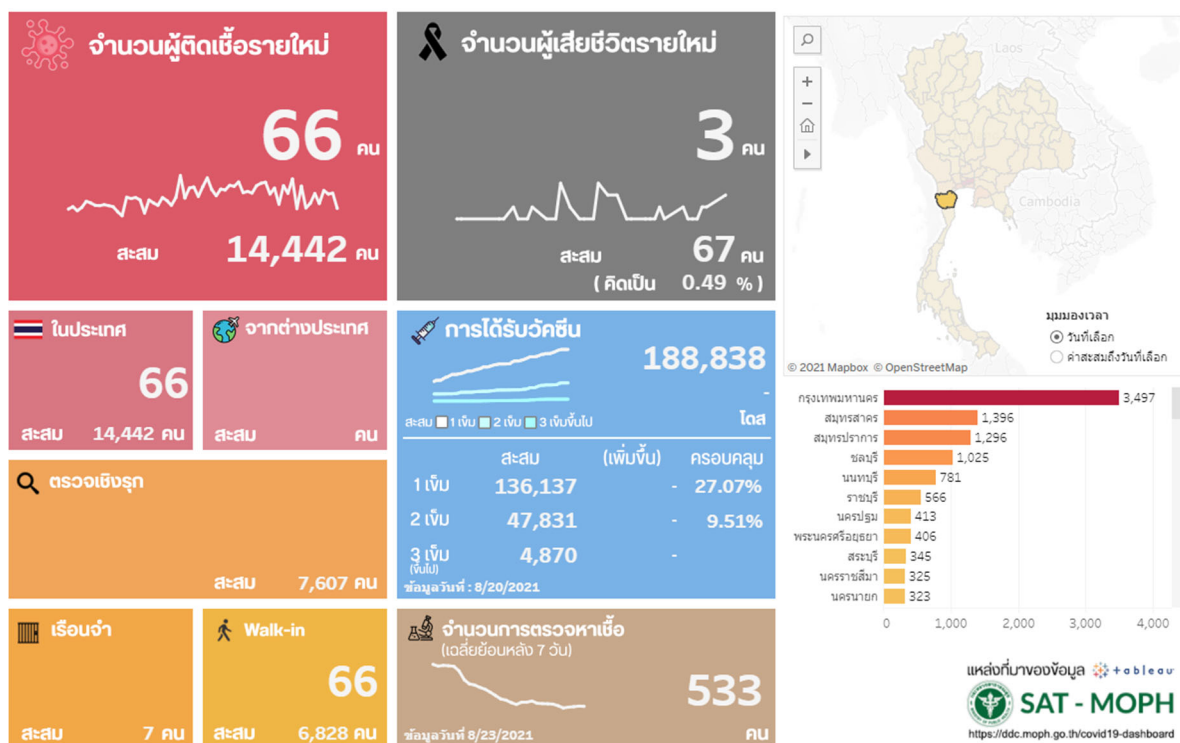 จำนวนผู้ติดเชื้อรายใหม่
66 คน
สะสม 14,442 คน
จำนวนผู้เสียชีวิตรายใหม่
3 คน
สะสม 67 คน
( คิดเป็น 0.49 % )
ในประเทศ
66
สะสม 14,442 คน
จากต่างประเทศ
สะสม คน
ตรวจเชิงรุก
สะสม 7,607 คน
เรือนจำ
สะสม 7 คน
Walk-in
66
สะสม 6,828 คน
การได้รับวัคซีน
188,838
-
โดส
สะสม 1 เข็ม 2 เข็ม 3 เข็มขึ้นไป
สะสม (เพิ่มขึ้น) ครอบคลุม
1 เข็ม 136,137 - 27.07%
2 เข็ม 47,831 - 9.51%
3 เข็ม 4,870 -
(ขึ้นไป)
ข้อมูลวันที่ : 8/20/2021
จำนวนการตรวจหาเชื้อ
(เฉลี่ยย้อนหลัง 7 วัน)
533
ข้อมูลวันที่ 8/23/2021 คน
Laos
Cambodia
มุมมองเวลา
วันที่เลือก
ค่าสะสมถึงวันที่เลือก
© 2021 Mapbox © OpenStreetMap
กรุงเทพมหานคร 3,497
สมุทรสาคร 1,396
สมุทรปราการ 1,296
ชลบุรี 1,025
นนทบุรี 781
ราชบุรี 566
นครปฐม 413
พระนครศรีอยุธยา 406
สระบุรี 345
นครราชสีมา 325
นครนายก 323
0 1,000 2,000 3,000 4,000
แหล่งที่มาของข้อมูล +ableau
SAT - MOPH
https://ddc.moph.go.th/covid19-dashboard